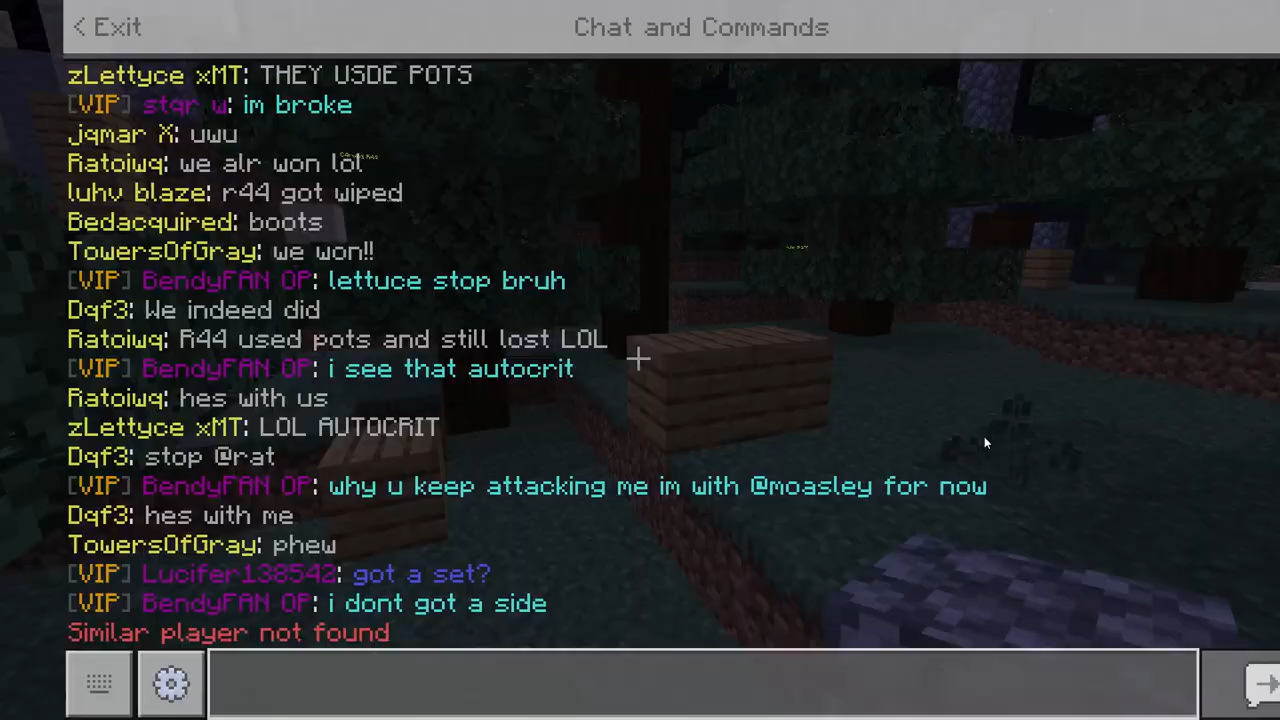 < Exit
Chat and Commands
zLettyce xMT: THEY USDE POTS
[VIP] stqr w: im broke
jqmar X: uwu
Ratoiwq: we alr won lol
luhv blaze: r44 got wiped
Bedacquired: boots
TowersOfGray: we won!!
[VIP] BendyFAN OP: lettuce stop bruh
Dqf3: We indeed did
Ratoiwq: R44 used pots and still lost LOL
[VIP] BendyFAN OP: i see that autocrit
Ratoiwq: hes with us
zLettyce xMT: LOL AUTOCRIT
Dqf3: stop @rat
[VIP] BendyFAN OP: why u keep attacking me im with @moasley for now
Dqf3: hes with me
TowersOfGray: phew
[VIP] Lucifer138542: got a set?
[VIP] BendyFAN OP: i dont got a side
Similar player not found